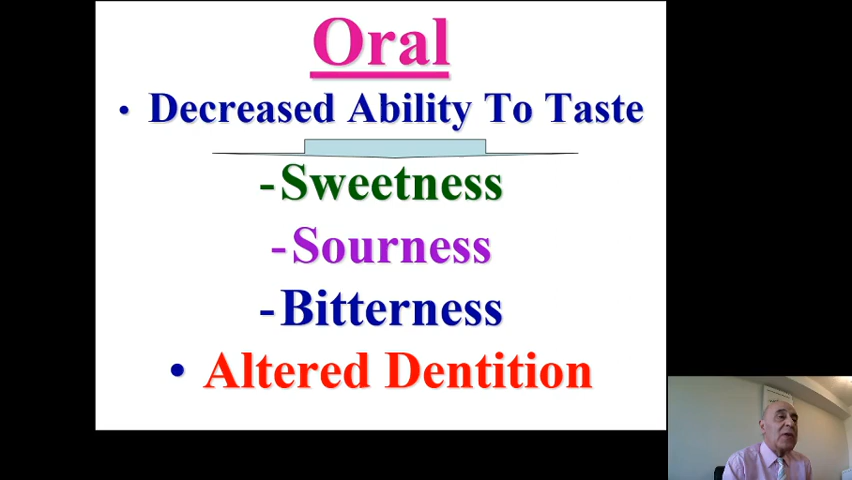 Oral
• Decreased Ability To Taste
-Sweetness
-Sourness
-Bitterness
• Altered Dentition